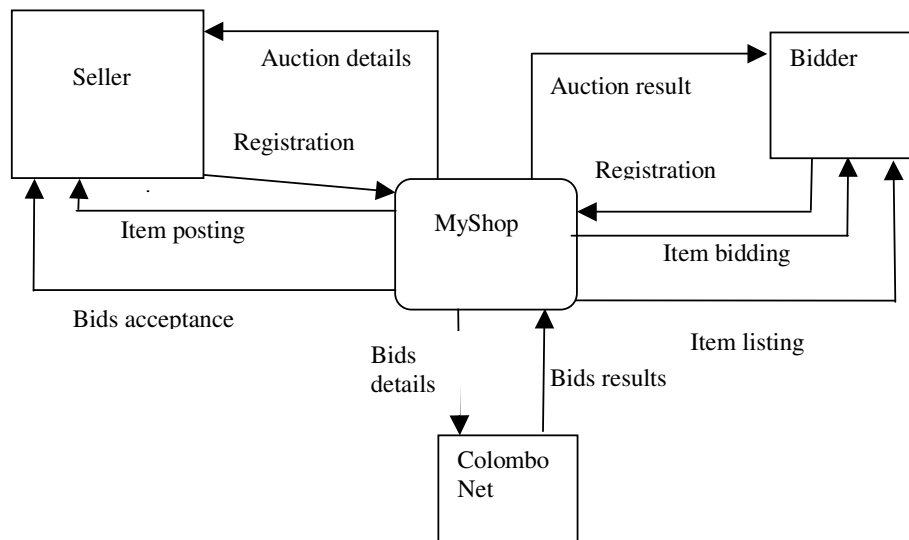 Seller
Auction details
Bidder
Auction result
Registration
Registration
MyShop
Item posting
Item bidding
Bids acceptance
Item listing
Bids
details
Bids results
Colombo
Net